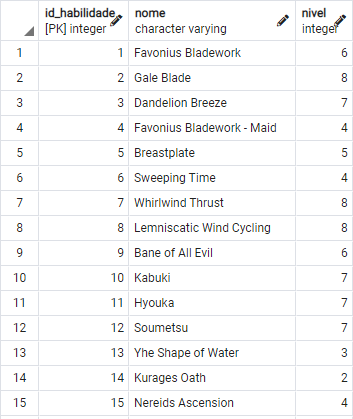 id_habilidade nome nivel
[PK] integer character varying integer
1 1 Favonius Bladework 6
2 2 Gale Blade 8
3 3 Dandelion Breeze 7
4 4 Favonius Bladework - Maid 4
5 5 Breastplate 5
6 6 Sweeping Time 4
7 7 Whirlwind Thrust 8
8 8 Lemniscatic Wind Cycling 8
9 9 Bane of All Evil 6
10 10 Kabuki 7
11 11 Hyouka 7
12 12 Soumetsu 7
13 13 Yhe Shape of Water 3
14 14 Kurages Oath 2
15 15 Nereids Ascension 4